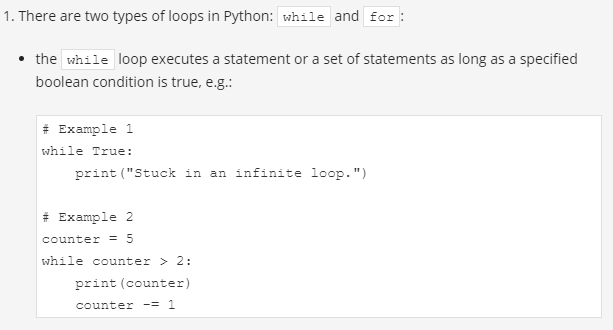 1. There are two types of loops in Python: while and for:
• the while loop executes a statement or a set of statements as long as a specified
boolean condition is true, e.g.:
# Example 1
while True:
    print("Stuck in an infinite loop.")
# Example 2
counter = 5
while counter > 2:
    print(counter)
    counter -= 1